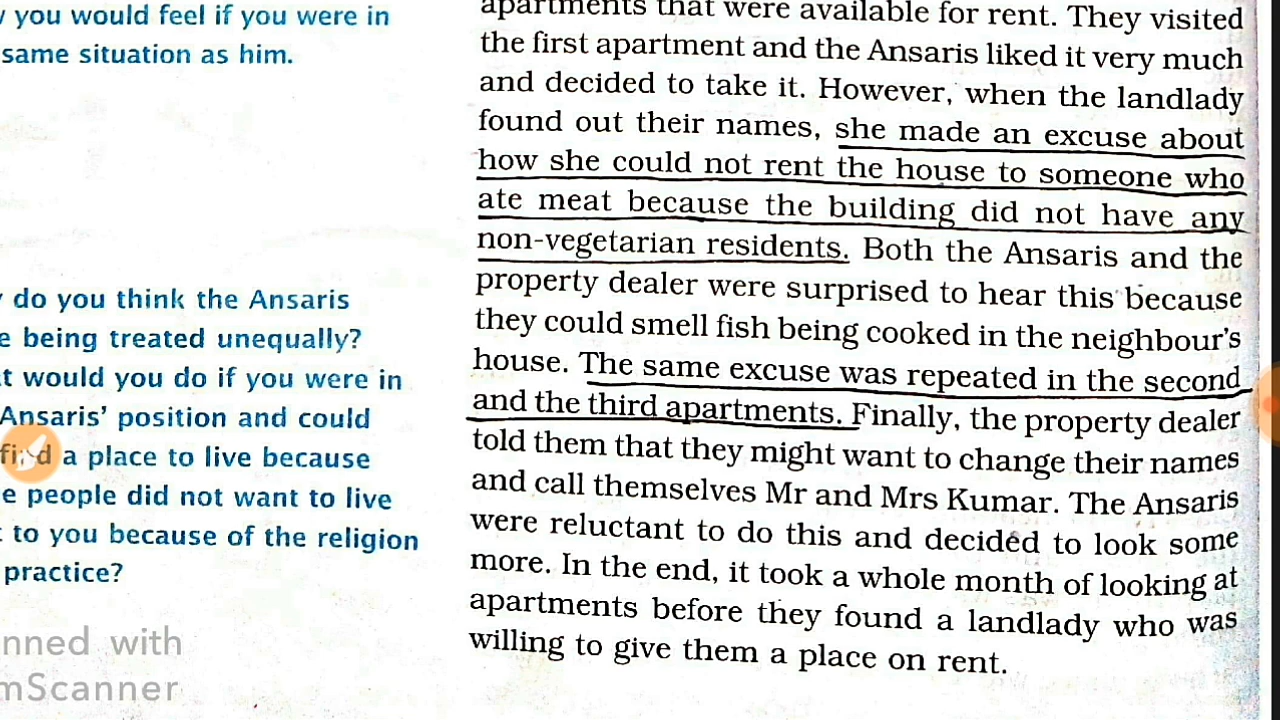 you would feel if you were in
same situation as him.
do you think the Ansaris
being treated unequally?
would you do if you were in
Ansaris' position and could
a place to live because
people did not want to live
to you because of the religion
practice?
nned with
mScanner
apartments that were available for rent. They visited
the first apartment and the Ansaris liked it very much
and decided to take it. However, when the landlady
found out their names, she made an excuse about
how she could not rent the house to someone who
ate meat because the building did not have any
non-vegetarian residents. Both the Ansaris and the
property dealer were surprised to hear this because
they could smell fish being cooked in the neighbour's
house. The same excuse was repeated in the second
and the third apartments. Finally, the property dealer
told them that they might want to change their names
and call themselves Mr and Mrs Kumar. The Ansaris
were reluctant to do this and decided to look some
more. In the end, it took a whole month of looking at
apartments before they found a landlady who was
willing to give them a place on rent.